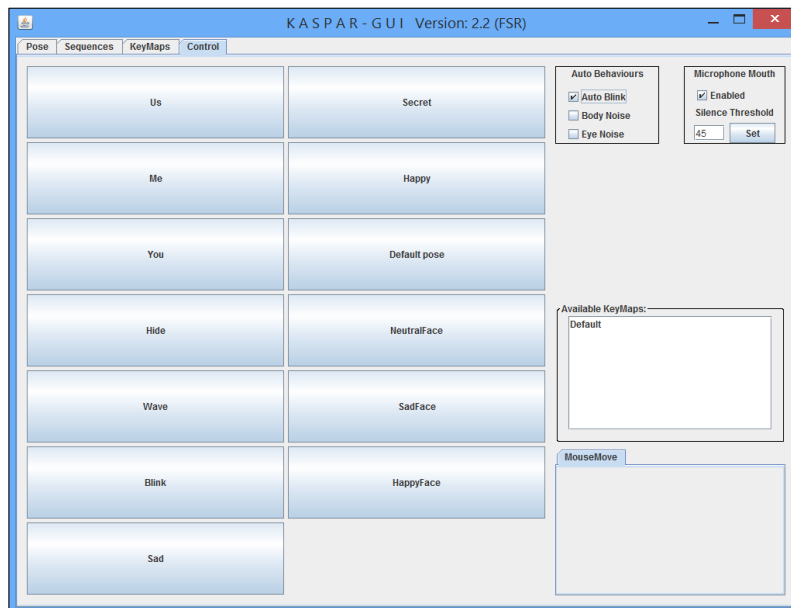 K A S P A R - G U I   Version: 2.2 (FSR)
Pose Sequences KeyMaps Control
Us
Secret
Me
Happy
You
Default pose
Hide
NeutralFace
Wave
SadFace
Blink
HappyFace
Sad
Auto Behaviours
Auto Blink
Body Noise
Eye Noise
Microphone Mouth
Enabled
Silence Threshold
45 Set
Available KeyMaps:
Default
MouseMove